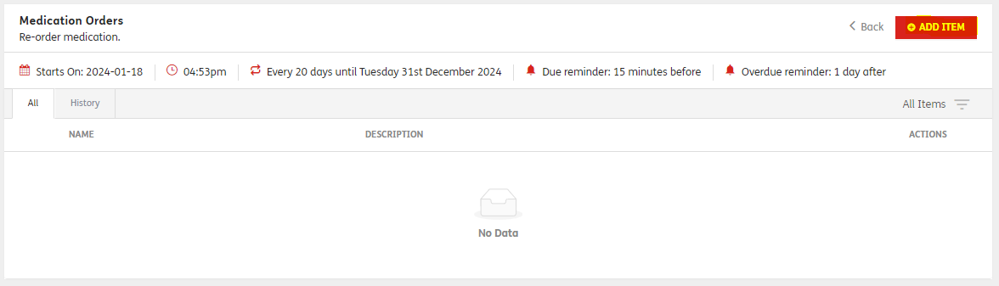 Medication Orders
Re-order medication.
Back
ADD ITEM
Starts On: 2024-01-18
04:53pm
Every 20 days until Tuesday 31st December 2024
Due reminder: 15 minutes before
Overdue reminder: 1 day after
All
History
All Items
NAME
DESCRIPTION
ACTIONS
No Data